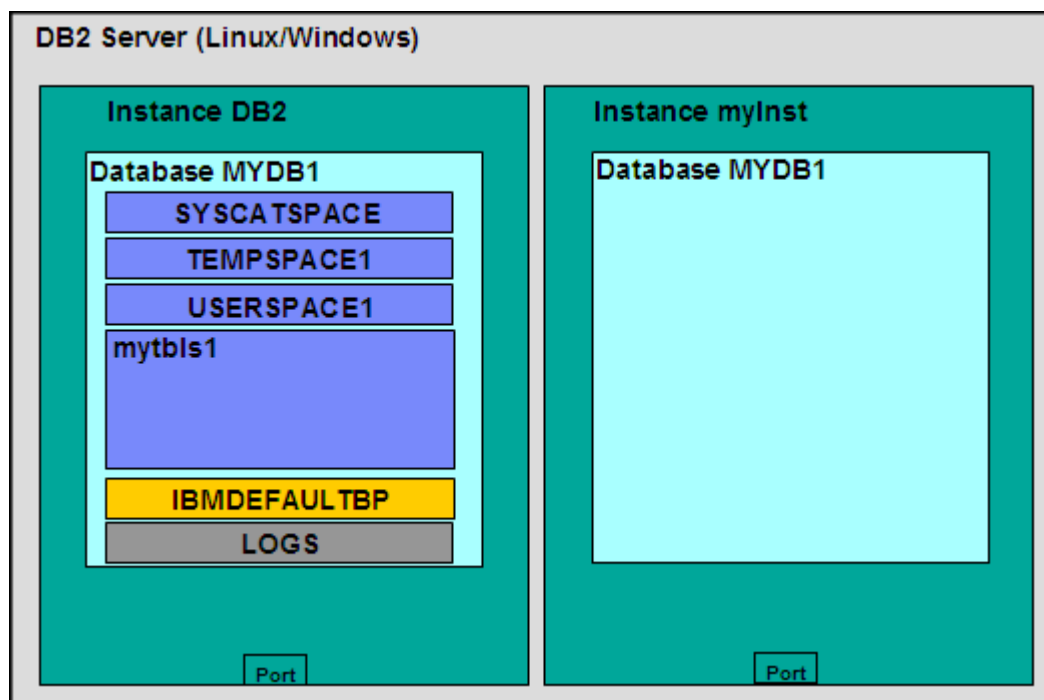 DB2 Server (Linux/Windows)
Instance DB2
Database MYDB1
SYSCATSPACE
TEMPSPACE1
USERSPACE1
mytbls1
IBMDEFAULTBP
LOGS
Port
Instance myInst
Database MYDB1
Port